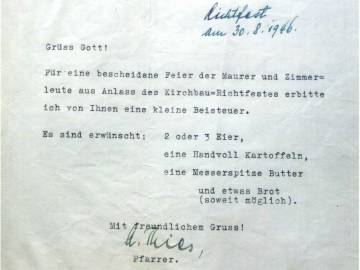 Richtfest
am 30.8.1946.
Grüss Gott!
Für eine bescheidene Feier der Maurer und Zimmer=
leute aus Anlass des Kirchbau=Richtfestes erbitte
ich von Ihnen eine kleine Beisteuer.
Es sind erwünscht; 2 oder 3 Eier,
eine Handvoll Kartoffeln,
eine Messerspitze Butter
und etwas Brot
(soweit möglich).
Mit freundlichem Gruss!
Pfarrer.